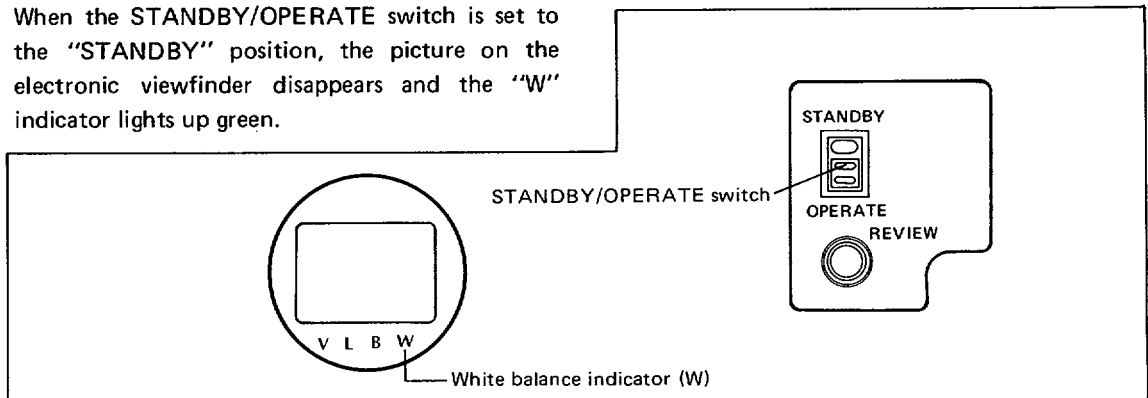 When the STANDBY/OPERATE switch is set to
the "STANDBY" position, the picture on the
electronic viewfinder disappears and the "W"
indicator lights up green.
STANDBY
STANDBY/OPERATE switch
OPERATE
REVIEW
V L B W
White balance indicator (W)